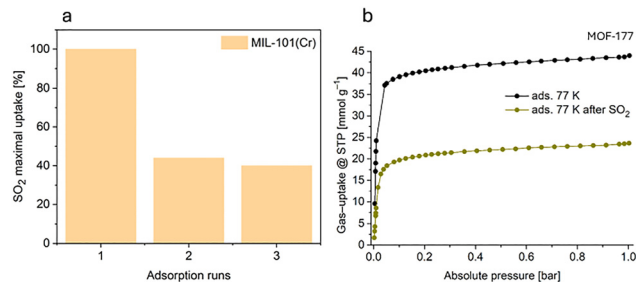 a
MIL-101(Cr)
SO₂ maximal uptake [%]
100
80
60
40
20
0
1 2 3
Adsorption runs
b
MOF-177
ads. 77 K
ads. 77 K after SO₂
Gas–uptake @ STP [mmol g⁻¹]
45
40
35
30
25
20
15
10
5
0
0.0 0.2 0.4 0.6 0.8 1.0
Absolute pressure [bar]